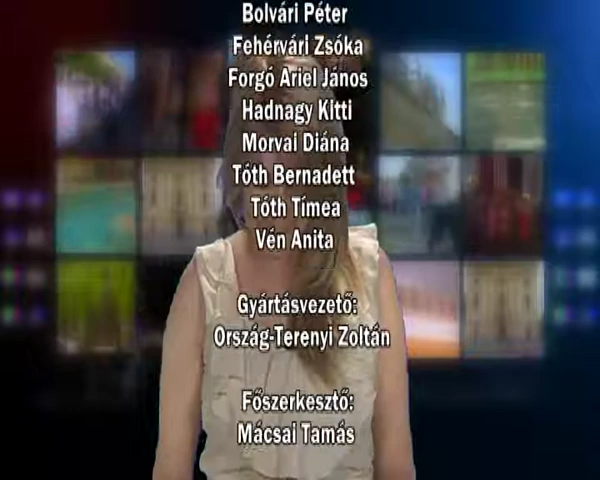 Bolvári Péter
Fehérvári Zsóka
Forgó Ariel János
Hadnagy Kitti
Morvai Diána
Tóth Bernadett
Tóth Tímea
Vén Anita
Gyártásvezető:
Ország-Terenyi Zoltán
Főszerkesztő:
Mácsai Tamás